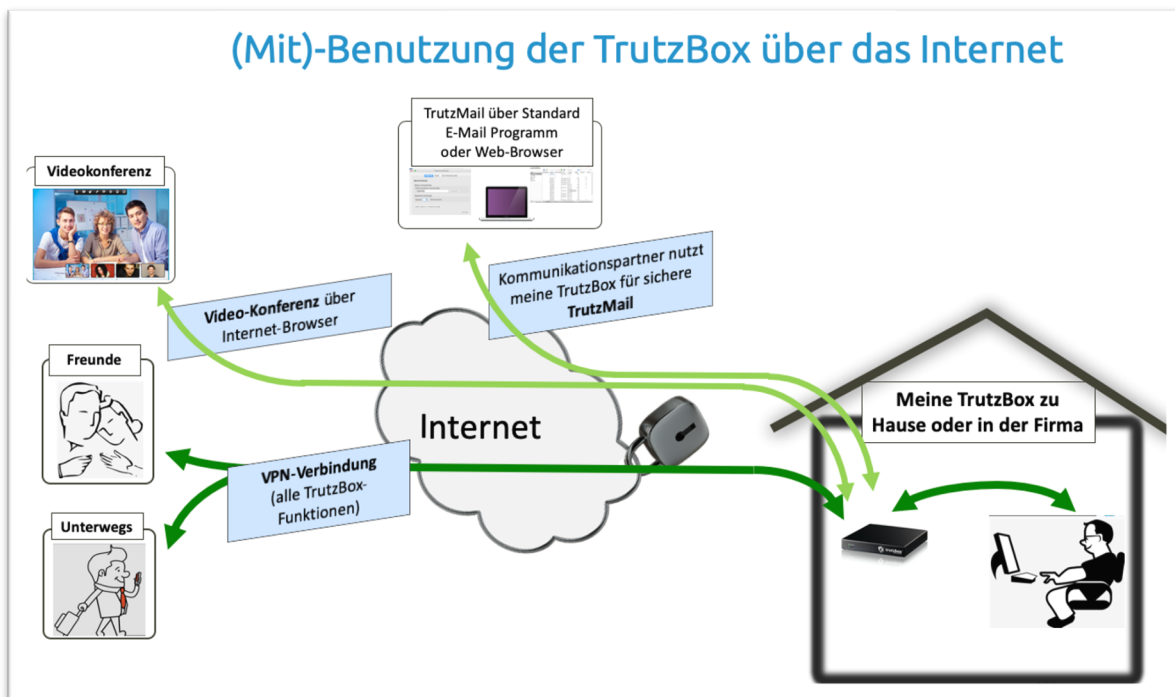 (Mit)-Benutzung der TrutzBox über das Internet
TrutzMail über Standard
E-Mail Programm
oder Web-Browser
Videokonferenz
Kommunikationspartner nutzt
meine TrutzBox für sichere
TrutzMail
Video-Konferenz über
Internet-Browser
Freunde
Meine TrutzBox zu
Hause oder in der Firma
Internet
VPN-Verbindung
(alle TrutzBox-
Funktionen)
Unterwegs